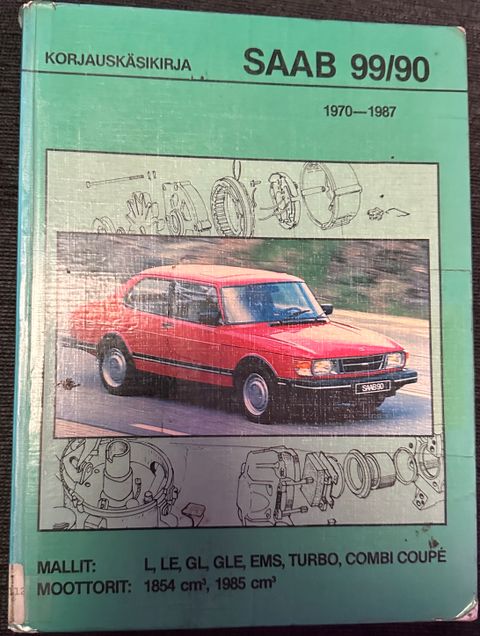 KORJAUSKÄSIKIRJA SAAB 99/90
1970—1987
SAAB 90
MALLIT: L, LE, GL, GLE, EMS, TURBO, COMBI COUPÉ
MOOTTORIT: 1854 cm³, 1985 cm³